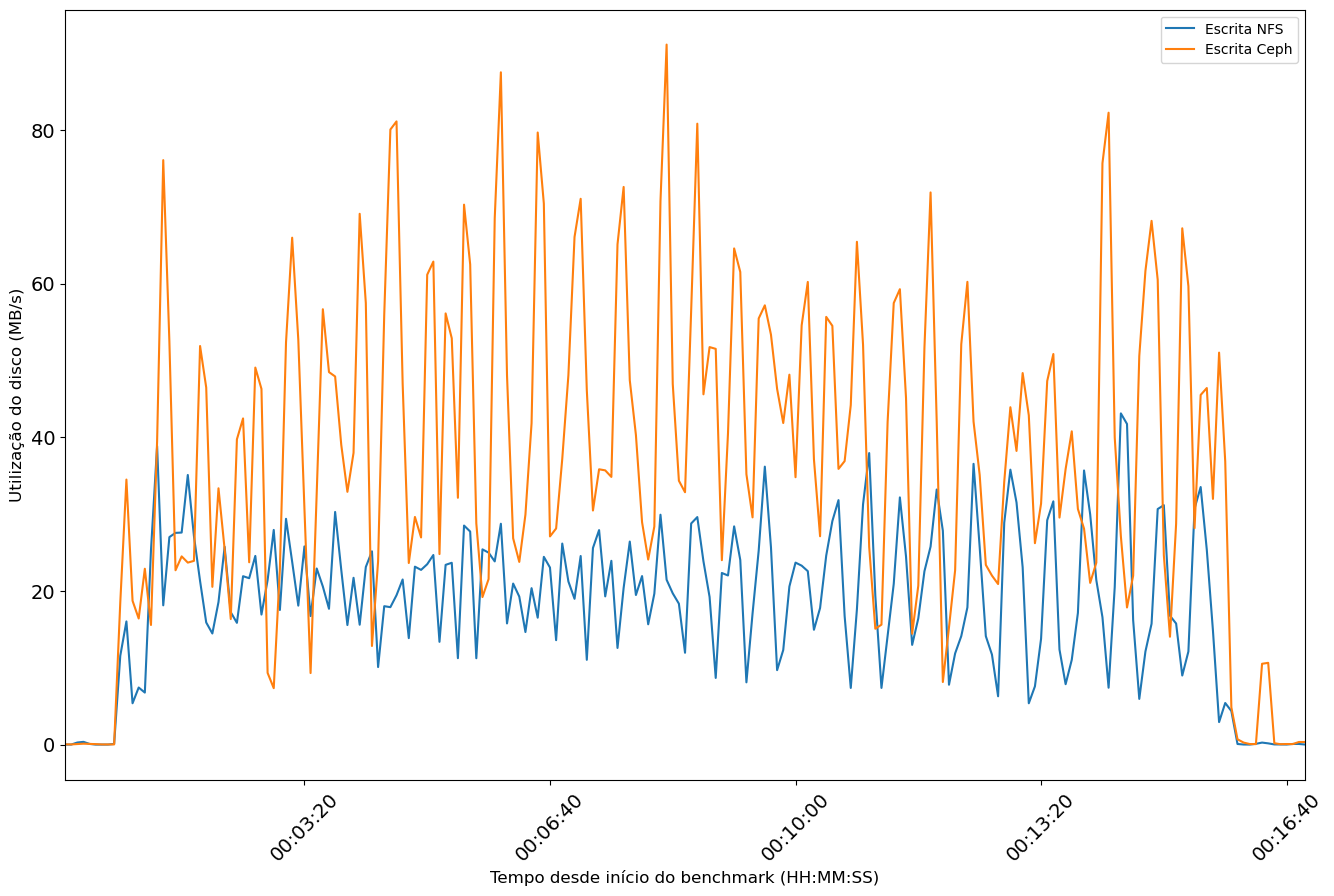 Escrita NFS
Escrita Ceph
Utilização do disco (MB/s)
80
60
40
20
0
00:03:20
00:06:40
00:10:00
00:13:20
00:16:40
Tempo desde início do benchmark (HH:MM:SS)